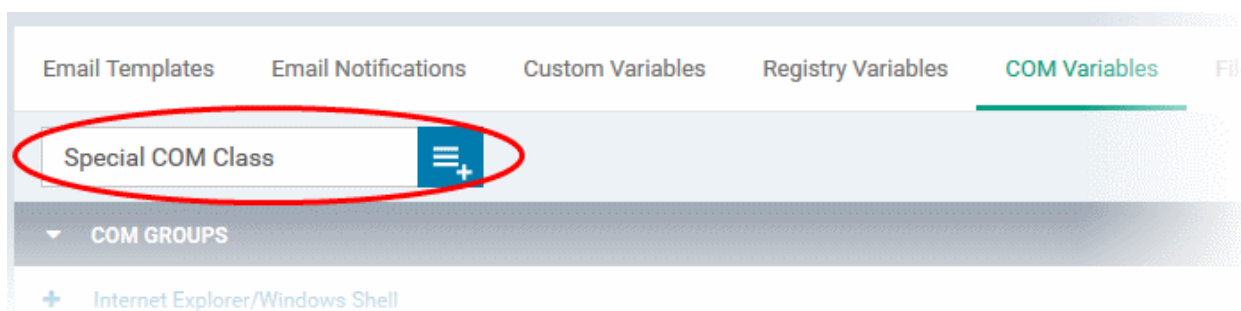 Email Templates Email Notifications Custom Variables Registry Variables COM Variables
Special COM Class
COM GROUPS
Internet Explorer/Windows Shell